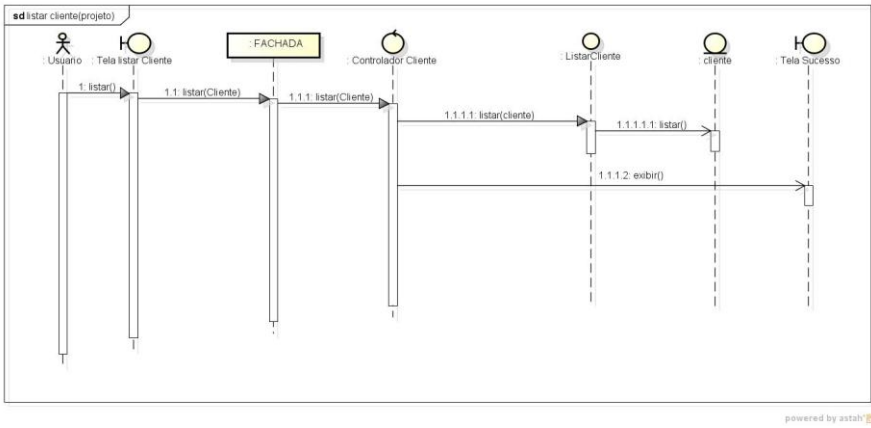 sd listar cliente(projeto)
: Usuario
: Tela listar Cliente
: FACHADA
: Controlador Cliente
: ListarCliente
: cliente
: Tela Sucesso
1: listar()
1.1: listar(Cliente)
1.1.1: listar(Cliente)
1.1.1.1: listar(cliente)
1.1.1.1.1: listar()
1.1.1.2: exibir()
powered by astah*